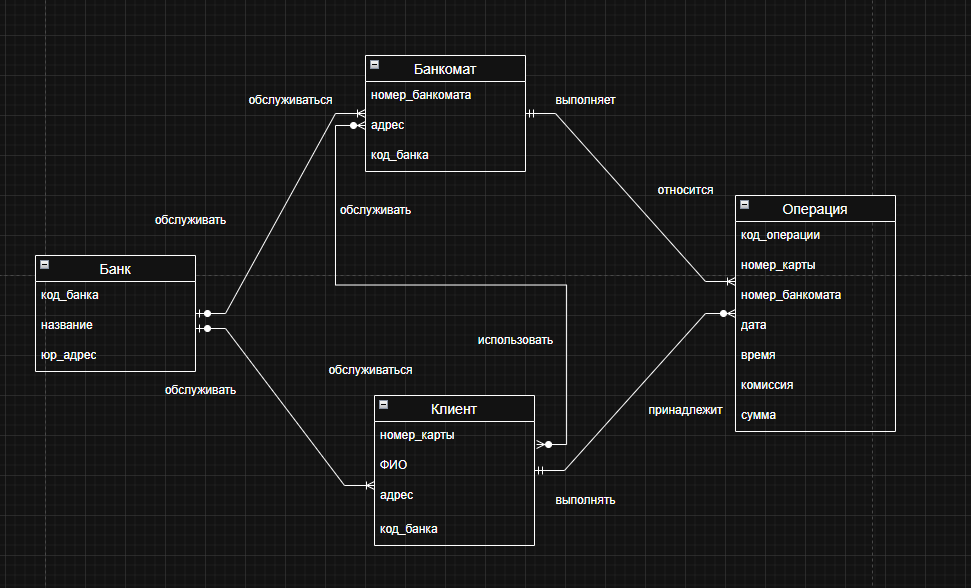 Банкомат
номер_банкомата
адрес
код_банка
обслуживаться
выполняет
обслуживать
обслуживать
относится
Операция
код_операции
номер_карты
номер_банкомата
дата
время
комиссия
сумма
Банк
код_банка
название
юр_адрес
использовать
обслуживаться
обслуживать
Клиент
номер_карты
ФИО
адрес
код_банка
принадлежит
выполнять